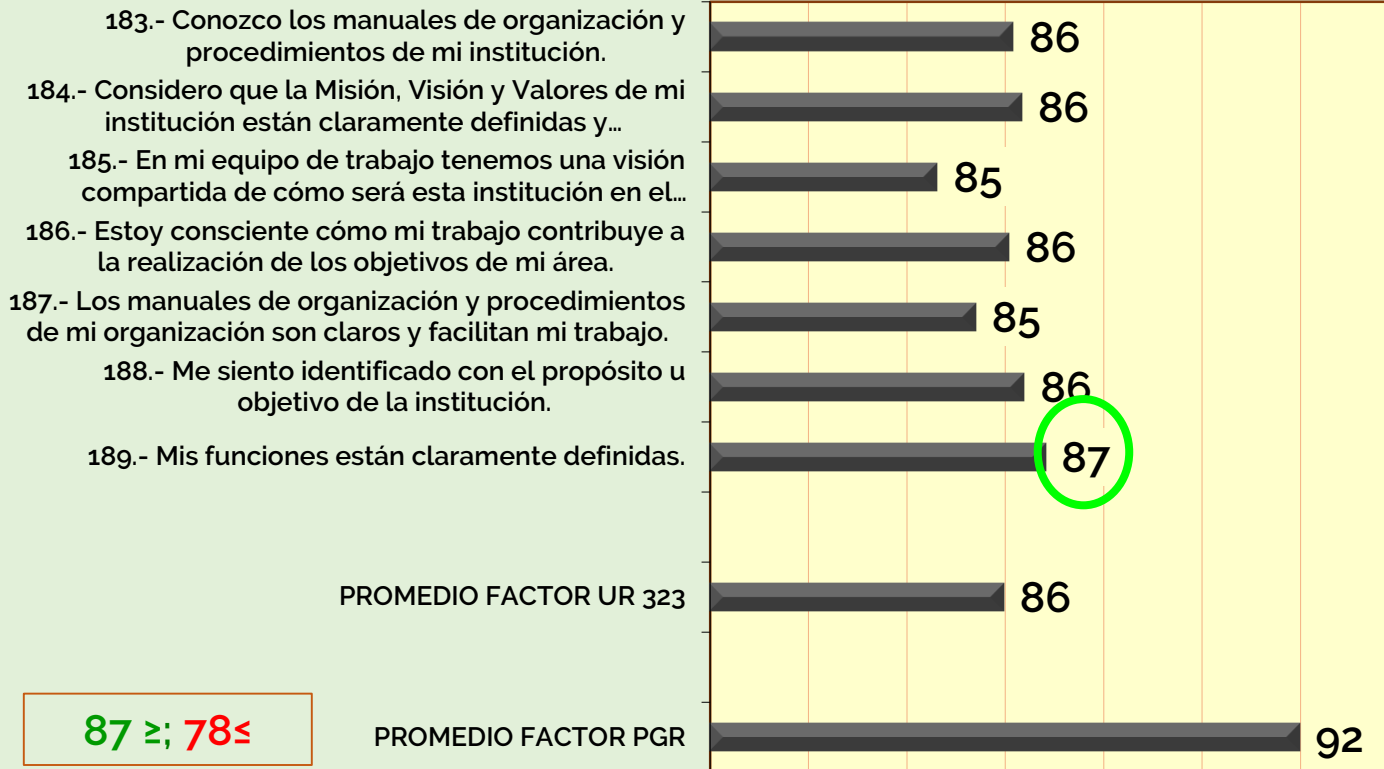 183.- Conozco los manuales de organización y
procedimientos de mi institución.
86
184.- Considero que la Misión, Visión y Valores de mi
institución están claramente definidas y…
86
185.- En mi equipo de trabajo tenemos una visión
compartida de cómo será esta institución en el…
85
186.- Estoy consciente cómo mi trabajo contribuye a
la realización de los objetivos de mi área.
86
187.- Los manuales de organización y procedimientos
de mi organización son claros y facilitan mi trabajo.
85
188.- Me siento identificado con el propósito u
objetivo de la institución.
86
189.- Mis funciones están claramente definidas.
87
PROMEDIO FACTOR UR 323
86
87 ≥; 78≤
PROMEDIO FACTOR PGR
92